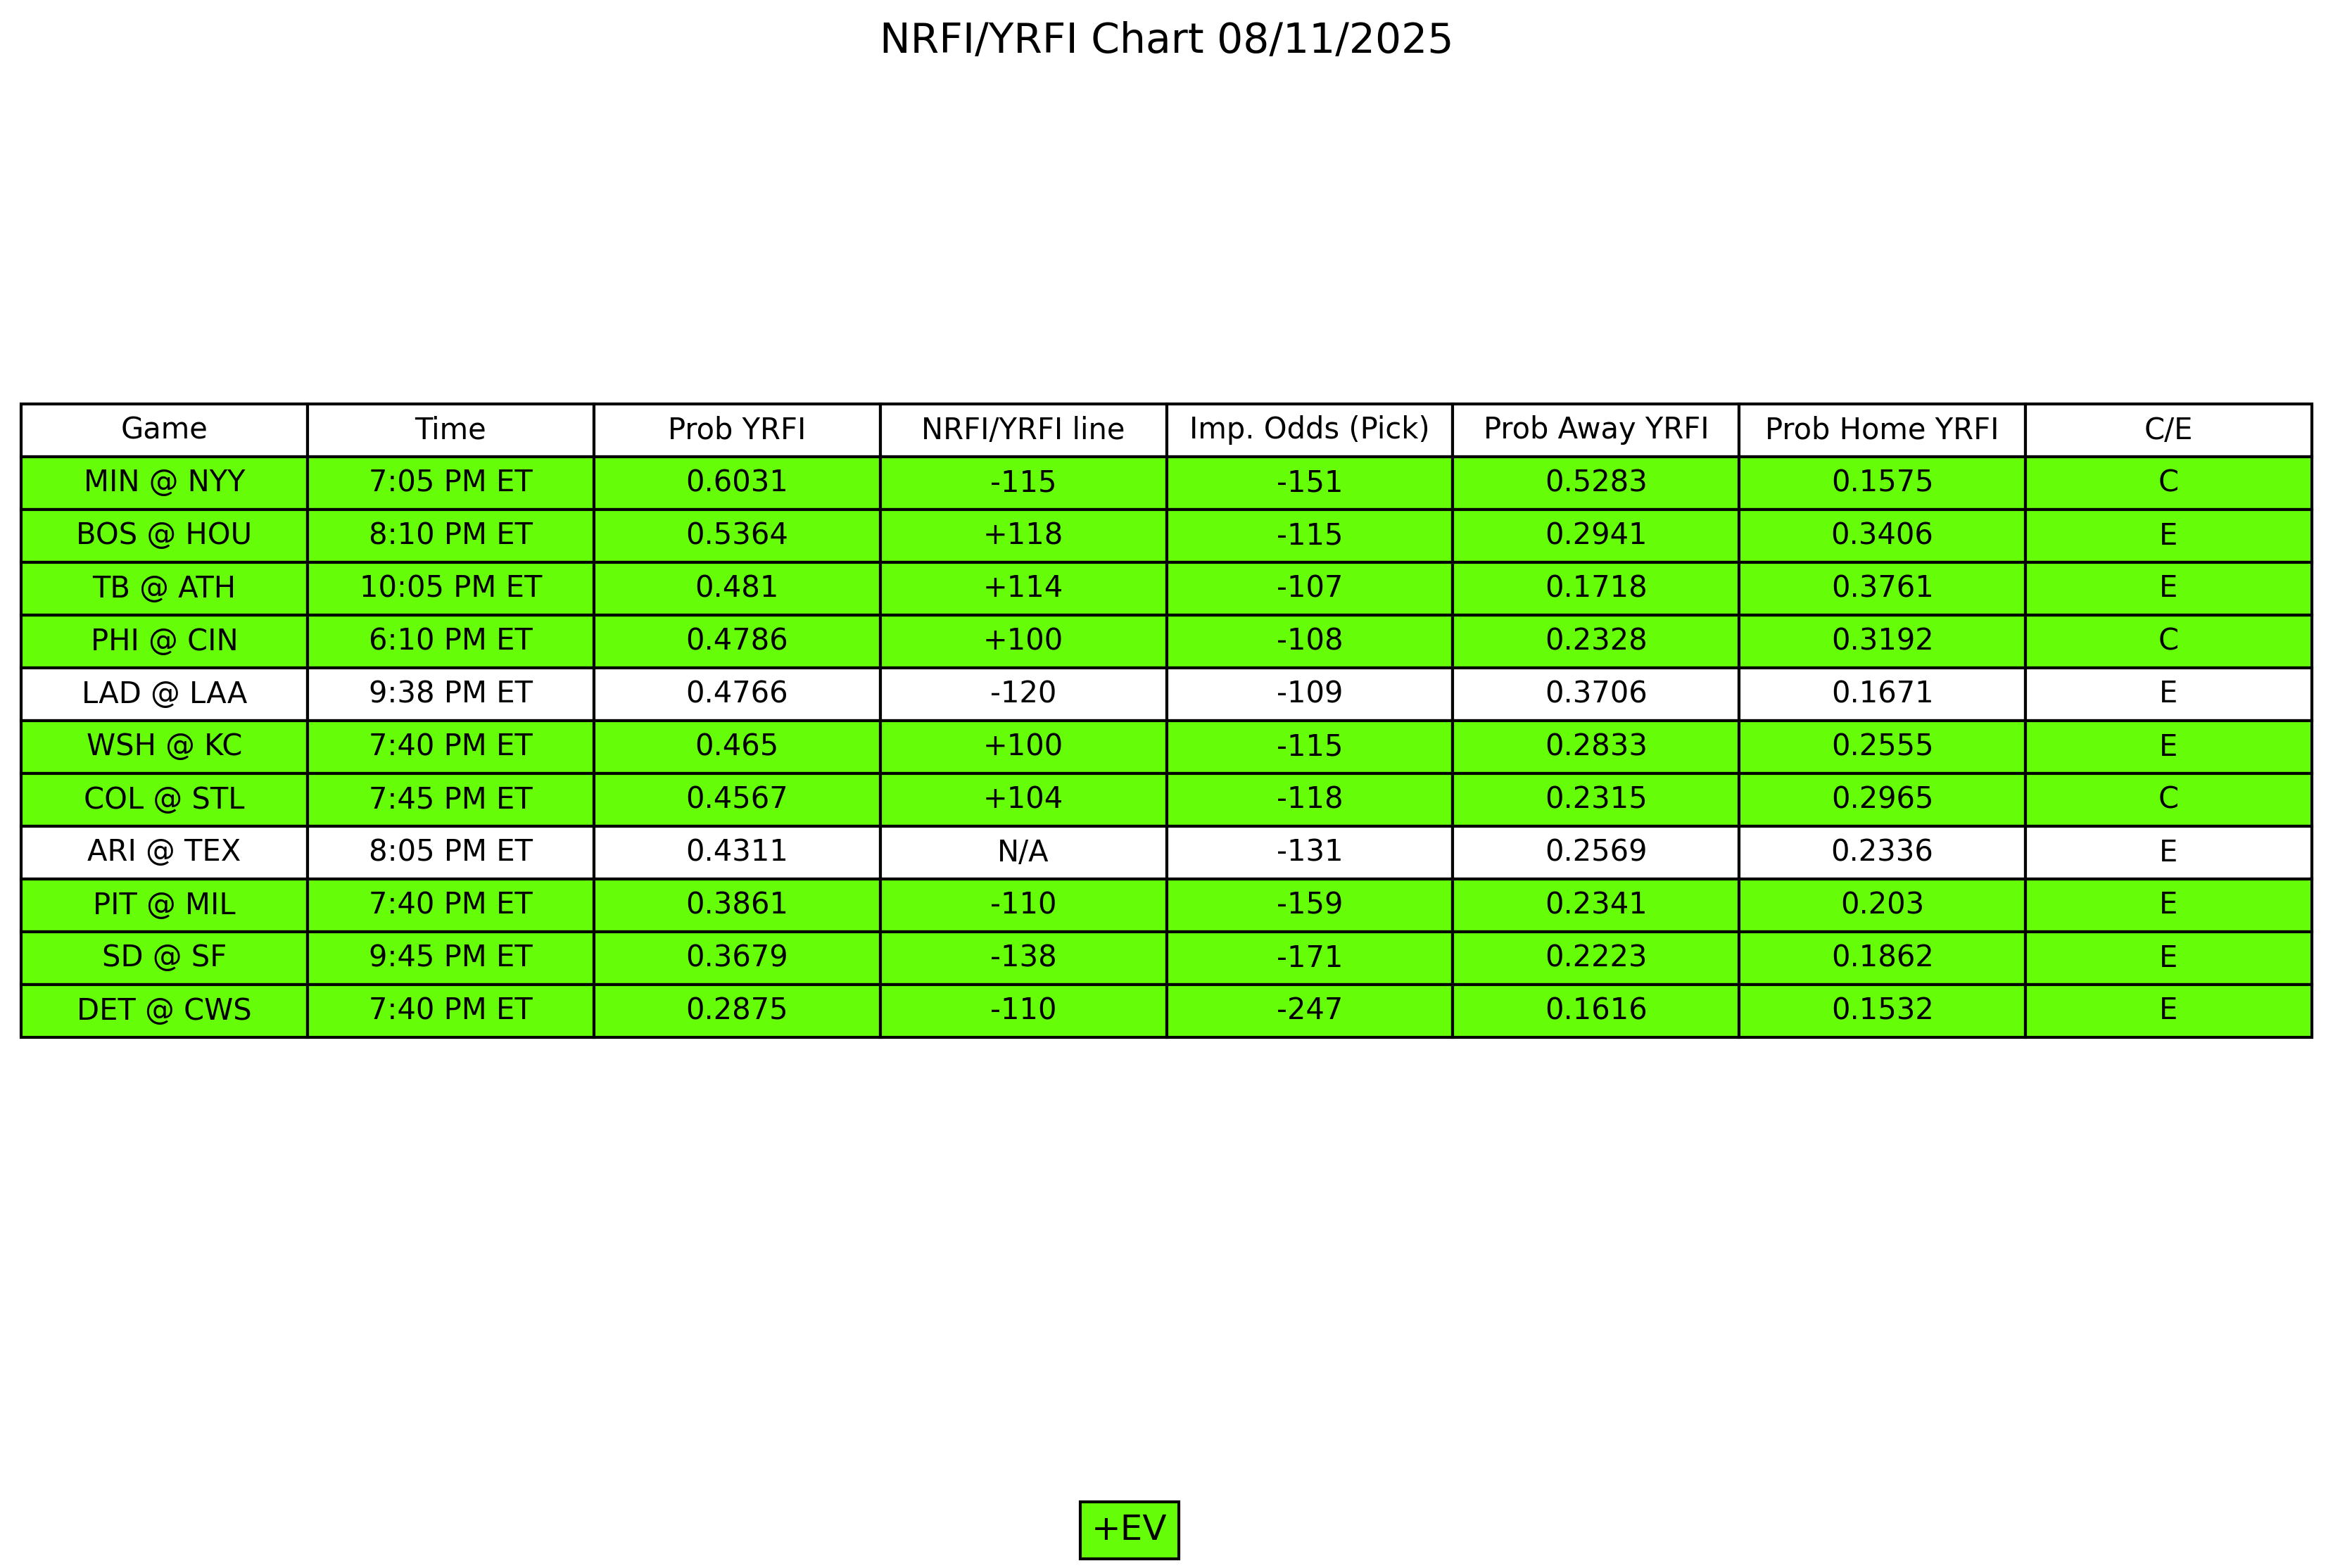 NRFI/YRFI Chart 08/11/2025
Game Time Prob YRFI NRFI/YRFI line Imp. Odds (Pick) Prob Away YRFI Prob Home YRFI C/E
MIN @ NYY 7:05 PM ET 0.6031 -115 -151 0.5283 0.1575 C
BOS @ HOU 8:10 PM ET 0.5364 +118 -115 0.2941 0.3406 E
TB @ ATH 10:05 PM ET 0.481 +114 -107 0.1718 0.3761 E
PHI @ CIN 6:10 PM ET 0.4786 +100 -108 0.2328 0.3192 C
LAD @ LAA 9:38 PM ET 0.4766 -120 -109 0.3706 0.1671 E
WSH @ KC 7:40 PM ET 0.465 +100 -115 0.2833 0.2555 E
COL @ STL 7:45 PM ET 0.4567 +104 -118 0.2315 0.2965 C
ARI @ TEX 8:05 PM ET 0.4311 N/A -131 0.2569 0.2336 E
PIT @ MIL 7:40 PM ET 0.3861 -110 -159 0.2341 0.203 E
SD @ SF 9:45 PM ET 0.3679 -138 -171 0.2223 0.1862 E
DET @ CWS 7:40 PM ET 0.2875 -110 -247 0.1616 0.1532 E
+EV